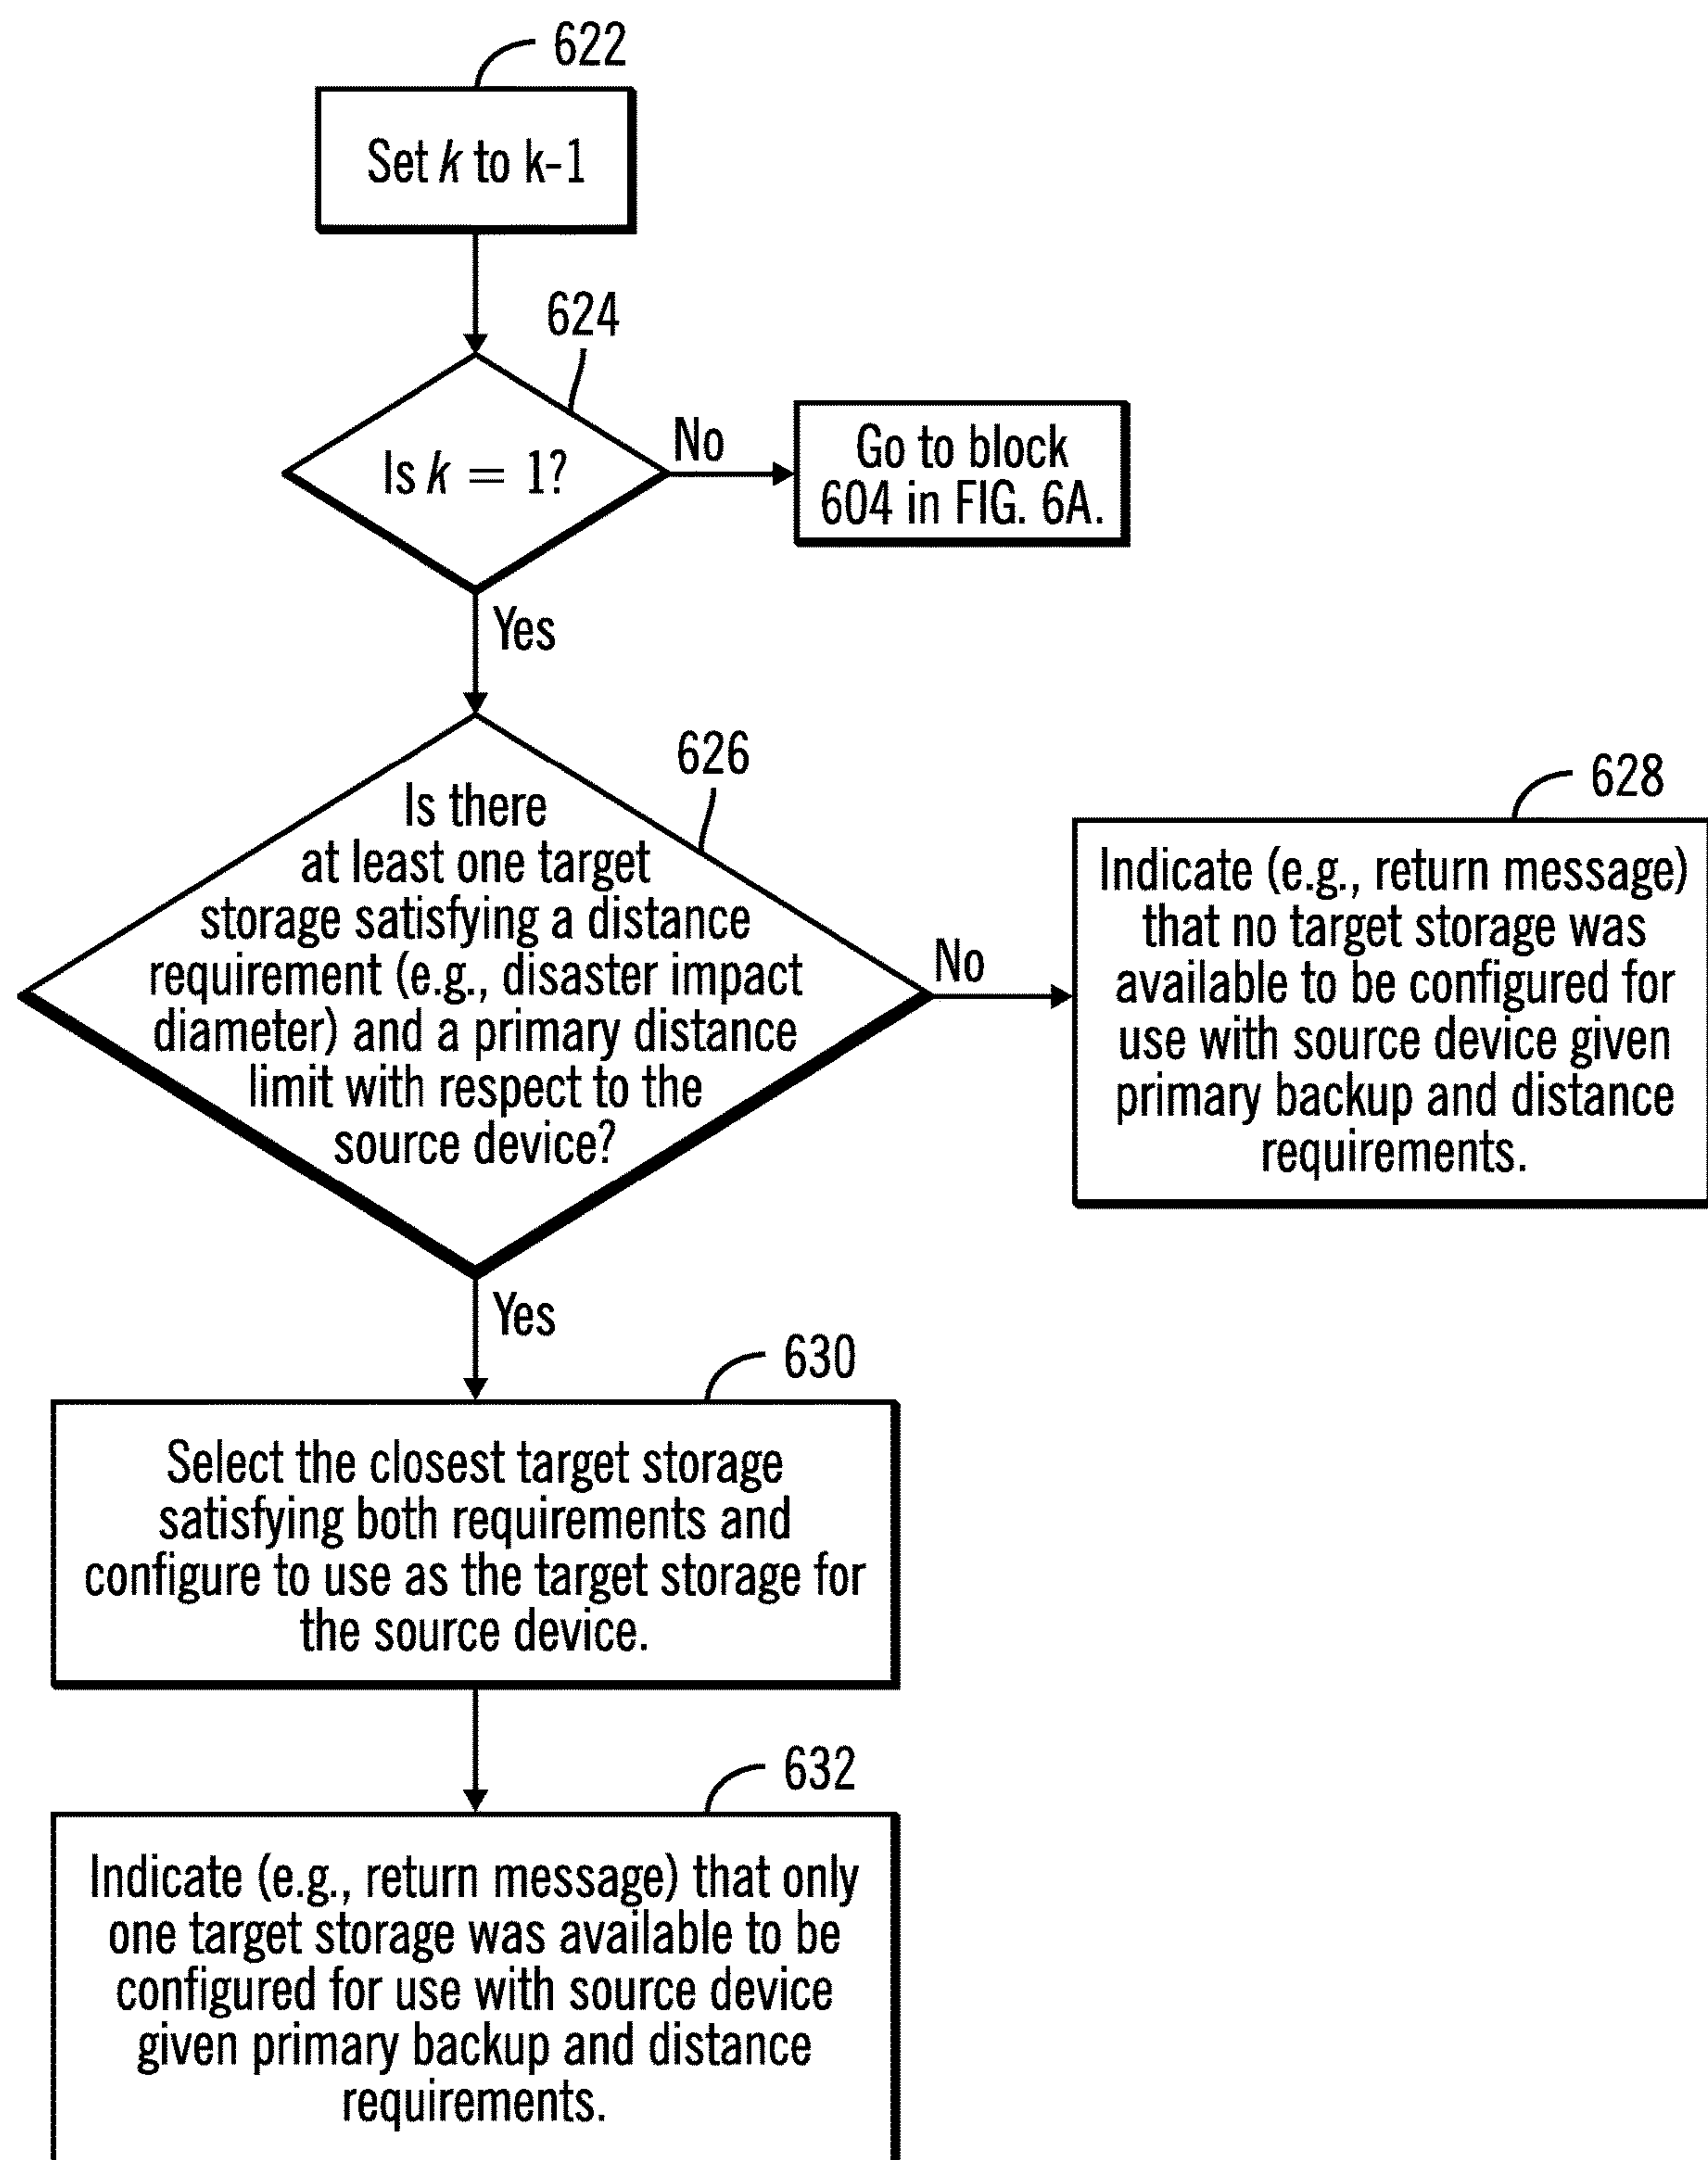 622
Set k to k-1
624
Is k = 1?
No
Go to block
604 in FIG. 6A.
Yes
626
Is there
at least one target
storage satisfying a distance
requirement (e.g., disaster impact
diameter) and a primary distance
limit with respect to the
source device?
No
628
Indicate (e.g., return message)
that no target storage was
available to be configured for
use with source device given
primary backup and distance
requirements.
Yes
630
Select the closest target storage
satisfying both requirements and
configure to use as the target storage for
the source device.
632
Indicate (e.g., return message) that only
one target storage was available to be
configured for use with source device
given primary backup and distance
requirements.